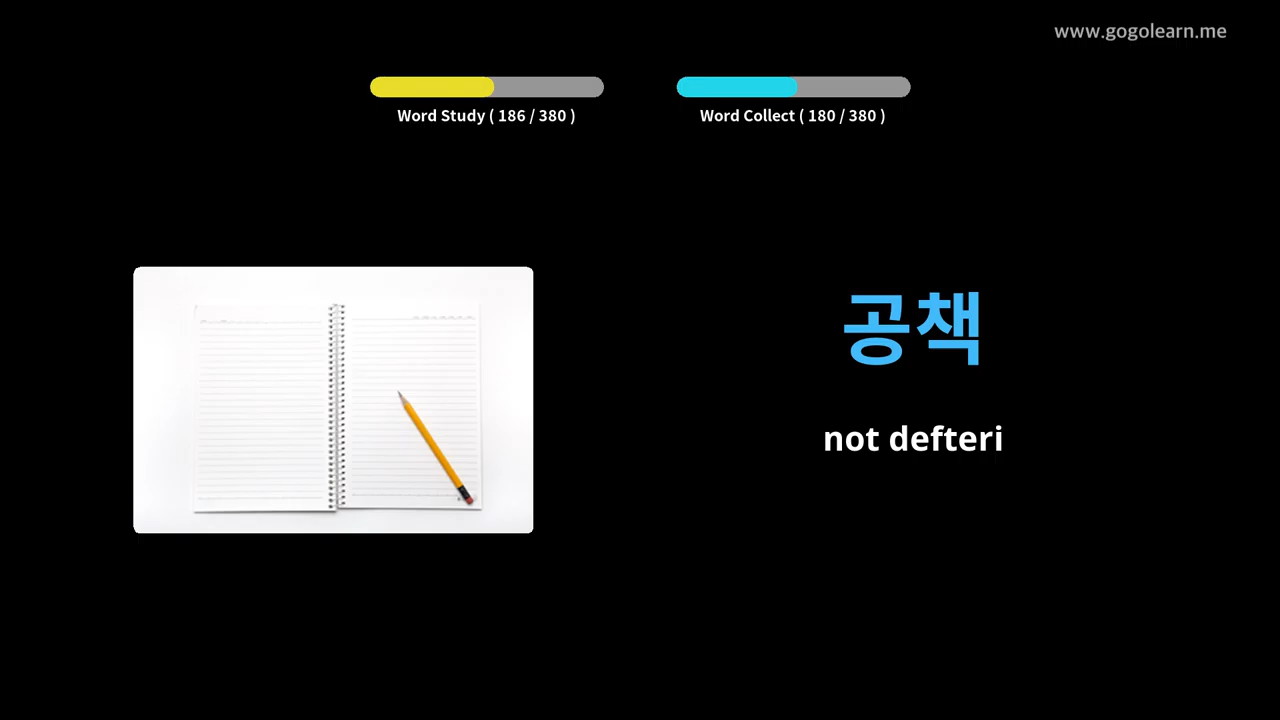 www.gogolearn.me
Word Study ( 186 / 380 )
Word Collect ( 180 / 380 )
공책
not defteri